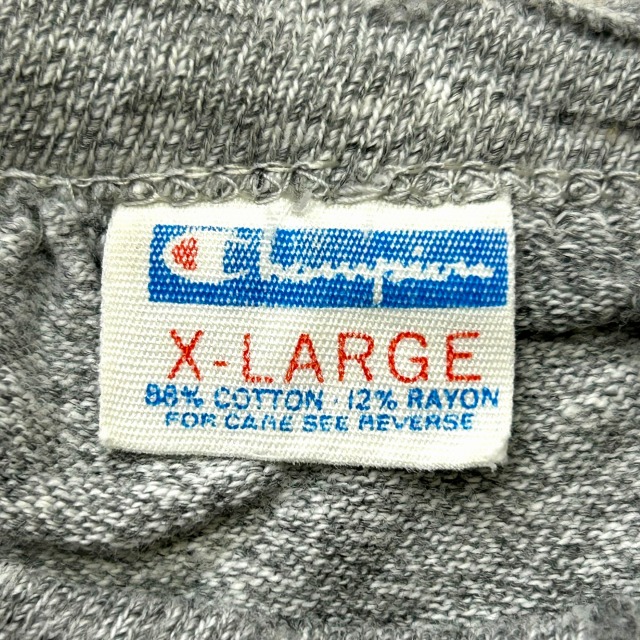 Champion
X-LARGE
88% COTTON - 12% RAYON
FOR CARE SEE REVERSE